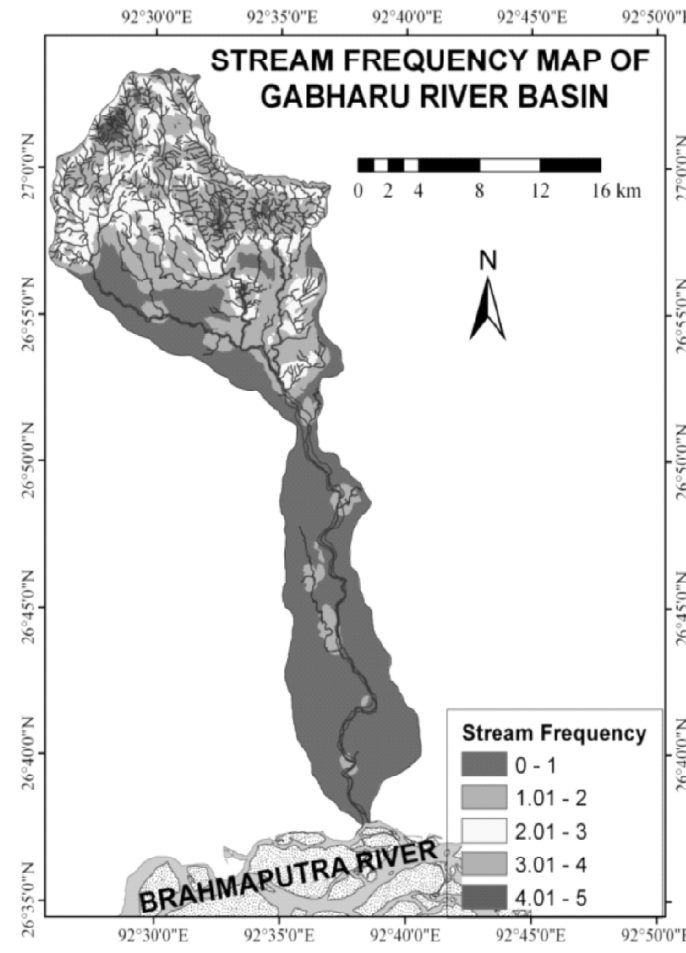 92°30'0"E 92°35'0"E 92°40'0"E 92°45'0"E 92°50'0"E
STREAM FREQUENCY MAP OF
GABHARU RIVER BASIN
0 2 4 8 12 16 km
N
27°0'0"N 27°0'0"N
26°55'0"N 26°55'0"N
26°50'0"N 26°50'0"N
26°45'0"N 26°45'0"N
26°40'0"N 26°40'0"N
26°35'0"N 26°35'0"N
Stream Frequency
0 - 1
1.01 - 2
2.01 - 3
3.01 - 4
4.01 - 5
BRAHMAPUTRA RIVER
92°30'0"E 92°35'0"E 92°40'0"E 92°45'0"E 92°50'0"E